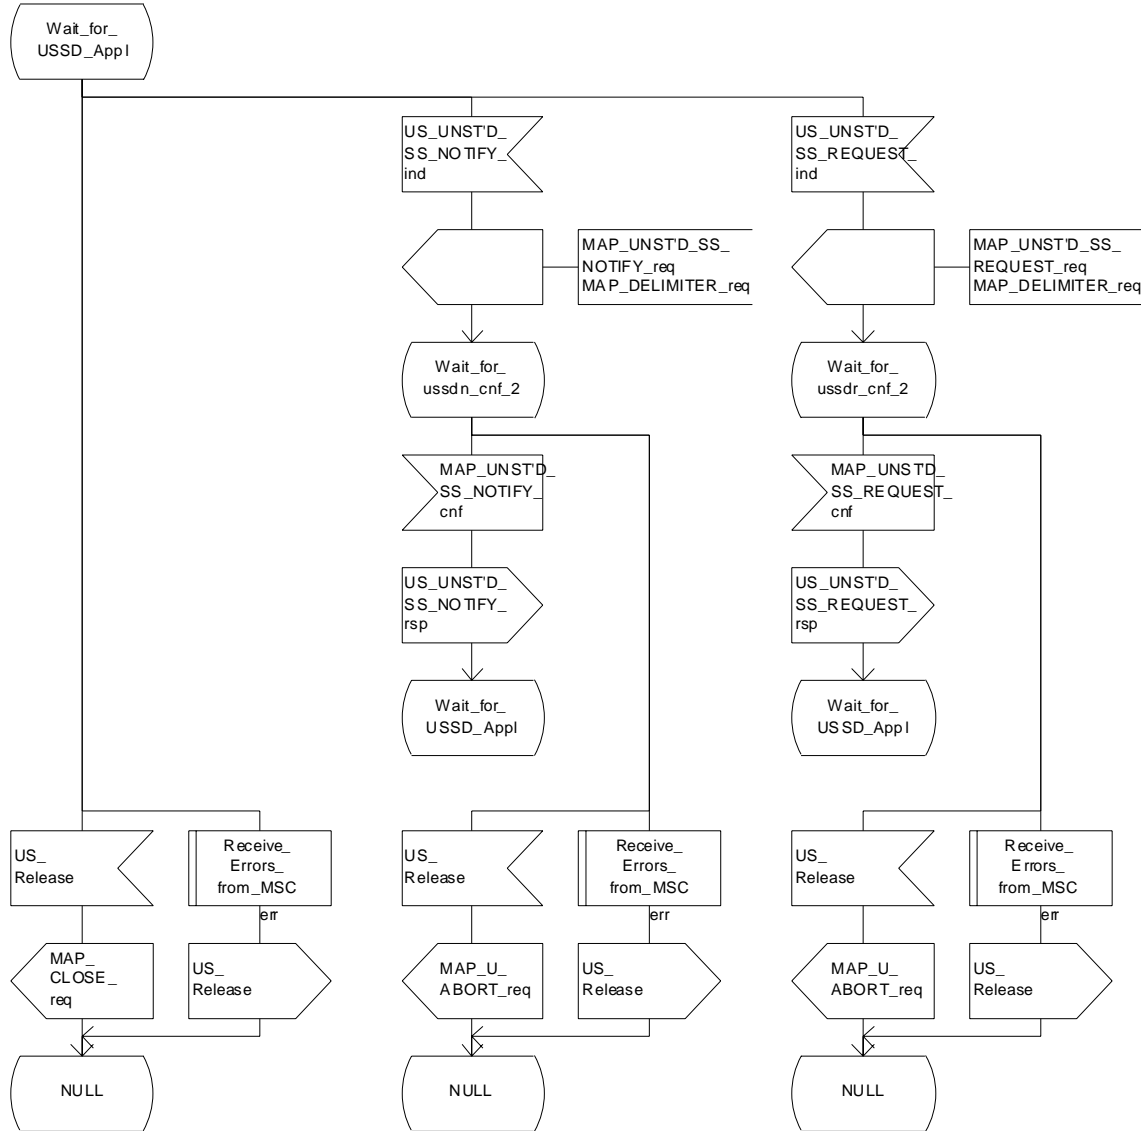 Wait_for_
USSD_Appl
US_UNST'D_
SS_NOTIFY_
ind
US_UNST'D_
SS_REQUEST_
ind
MAP_UNST'D_SS_
NOTIFY_req
MAP_DELIMITER_req
MAP_UNST'D_SS_
REQUEST_req
MAP_DELIMITER_req
Wait_for_
ussdn_cnf_2
Wait_for_
ussdr_cnf_2
MAP_UNST'D_
SS_NOTIFY_
cnf
MAP_UNST'D_
SS_REQUEST_
cnf
US_UNST'D_
SS_NOTIFY_
rsp
US_UNST'D_
SS_REQUEST_
rsp
Wait_for_
USSD_Appl
Wait_for_
USSD_Appl
US_
Release
Receive_
Errors_
from_MSC
err
US_
Release
Receive_
Errors_
from_MSC
err
US_
Release
Receive_
Errors_
from_MSC
err
MAP_
CLOSE_
req
US_
Release
MAP_U_
ABORT_req
US_
Release
MAP_U_
ABORT_req
US_
Release
NULL
NULL
NULL